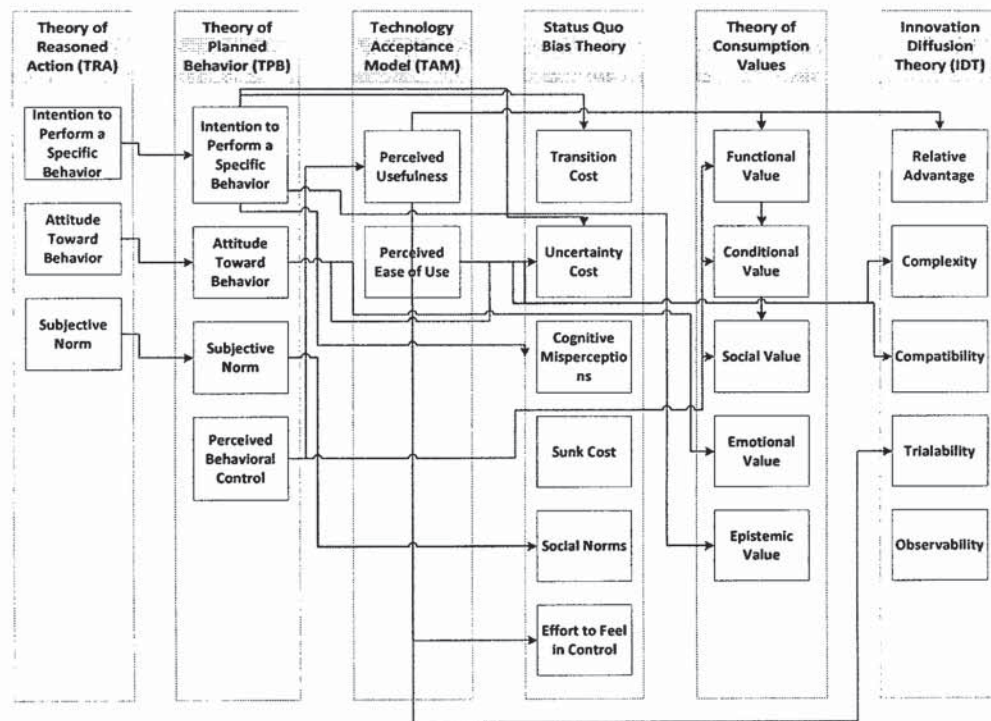 Theory of
Reasoned
Action (TRA)
Intention to
Perform a
Specific
Behavior
Attitude
Toward
Behavior
Subjective
Norm
Theory of
Planned
Behavior (TPB)
Intention to
Perform a
Specific
Behavior
Attitude
Toward
Behavior
Subjective
Norm
Perceived
Behavioral
Control
Technology
Acceptance
Model (TAM)
Perceived
Usefulness
Perceived
Ease of Use
Status Quo
Bias Theory
Transition
Cost
Uncertainty
Cost
Cognitive
Misperceptio
ns
Sunk Cost
Social Norms
Effort to Feel
in Control
Theory of
Consumption
Values
Functional
Value
Conditional
Value
Social Value
Emotional
Value
Epistemic
Value
Innovation
Diffusion
Theory (IDT)
Relative
Advantage
Complexity
Compatibility
Trialability
Observability